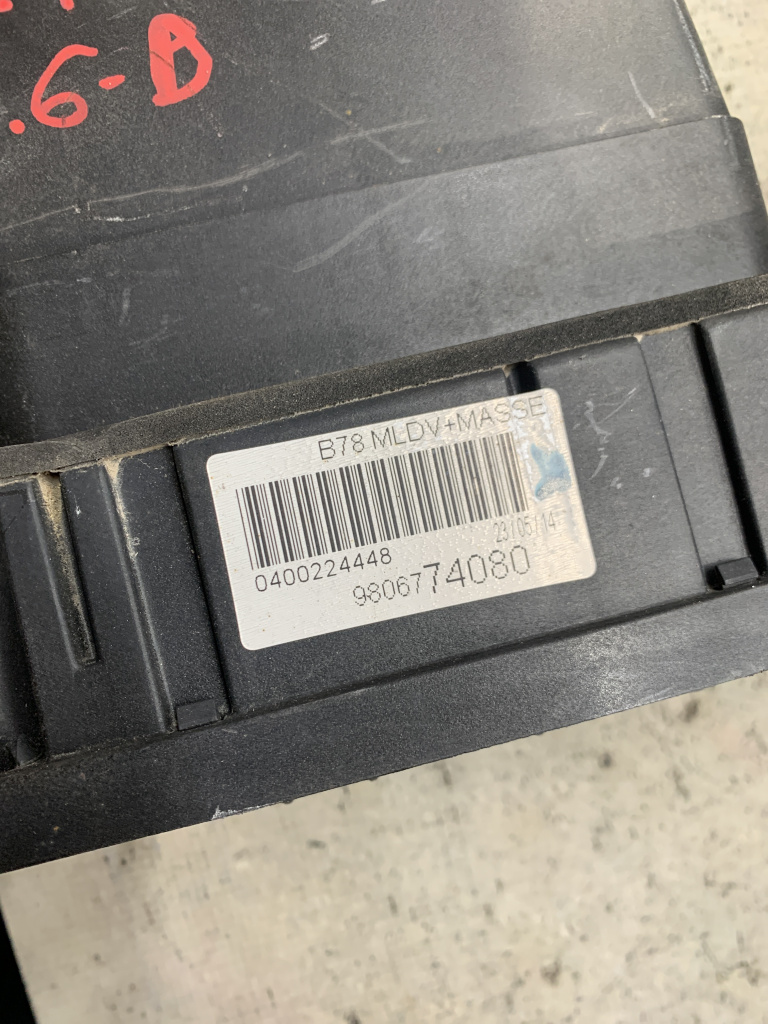 .6-B
B78 MLDV+MASSE
23/05/14
0400224448
9806774080